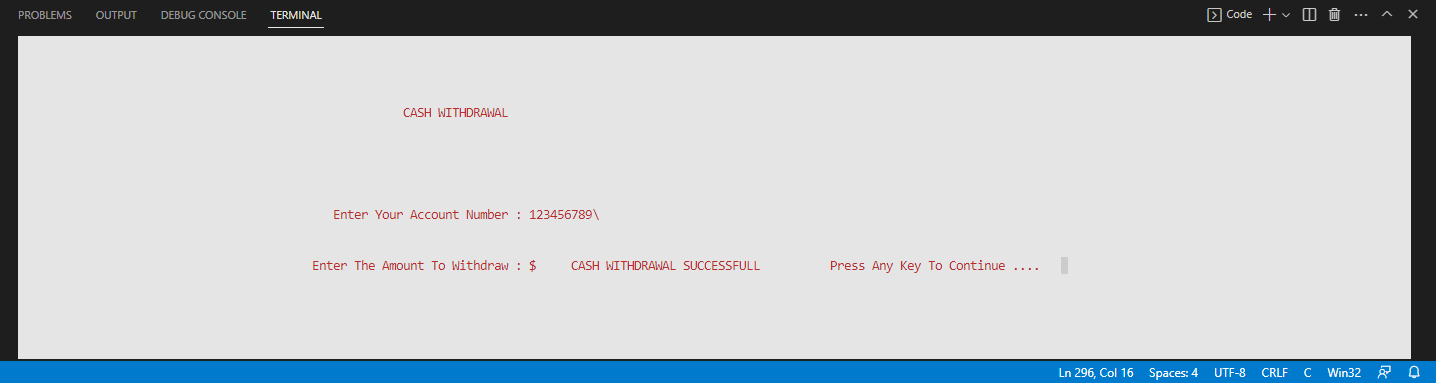 PROBLEMS OUTPUT DEBUG CONSOLE TERMINAL Code
CASH WITHDRAWAL
Enter Your Account Number : 123456789\
Enter The Amount To Withdraw : $ CASH WITHDRAWAL SUCCESSFULL Press Any Key To Continue ....
Ln 296, Col 16 Spaces: 4 UTF-8 CRLF C Win32